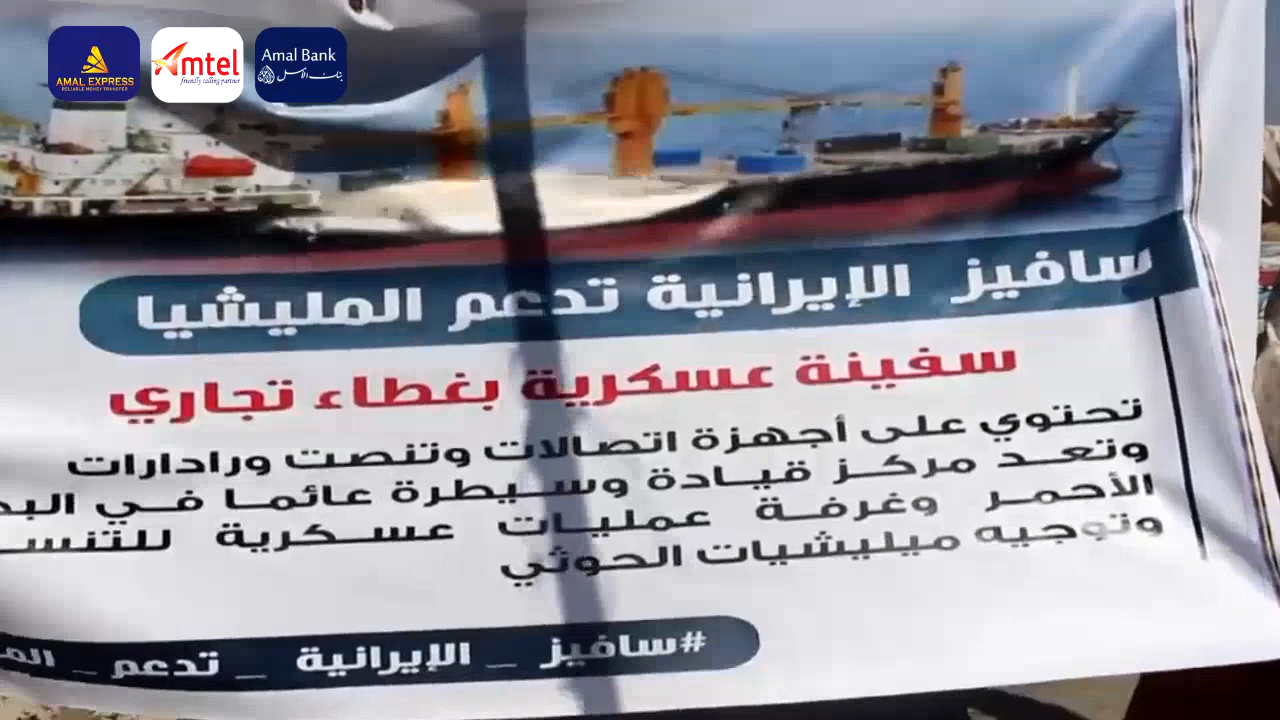 AMAL EXPRESS
RELIABLE MONEY TRANSFER
Amtel
friendly calling partner
Amal Bank
بنك الأمل
سافيز الإيرانية تدعم المليشيا
سفينة عسكرية بغطاء تجاري
تحتوي على أجهزة اتصالات وتنصت ورادارات
وتعد مركز قيادة وسيطرة عائما في
الأحمر وغرفة عمليات عسكرية
وتوجيه ميليشيات الحوثي
#سافيز _ الإيرانية _ تدعم _